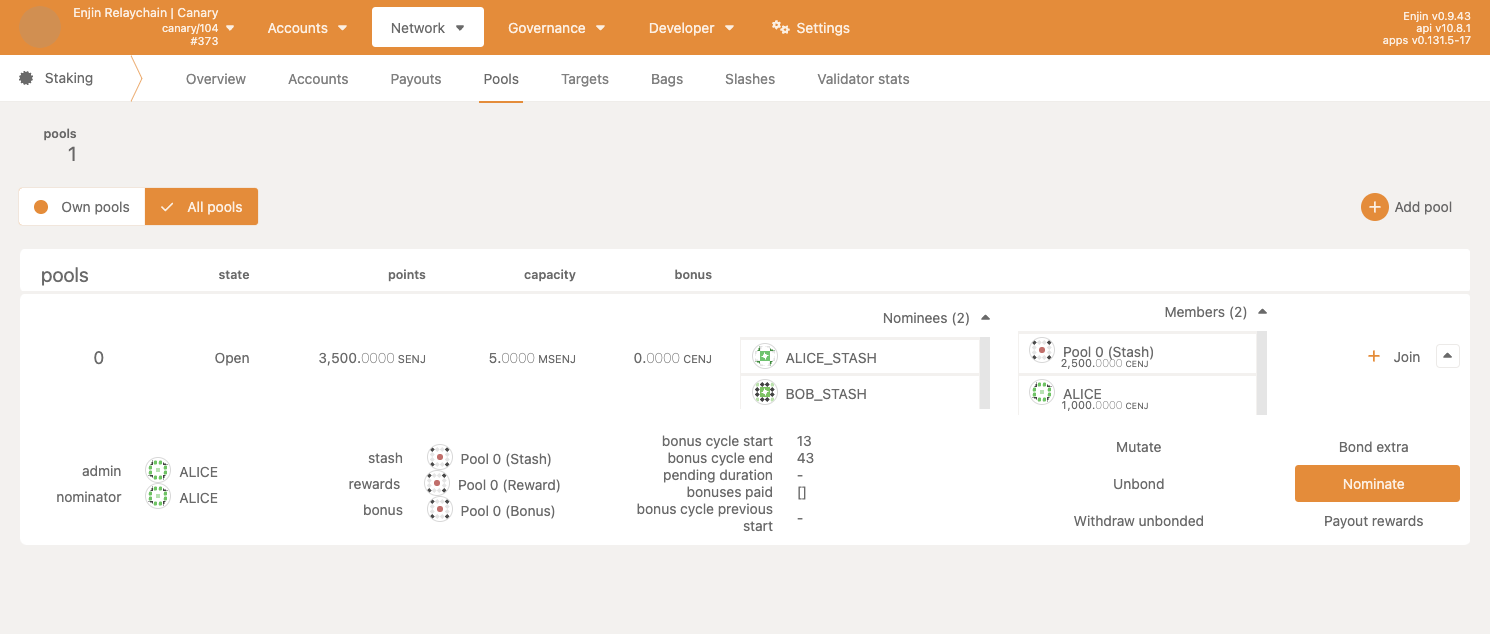 Enjin Relaychain | Canary
canary/104
#373
Accounts
Network
Governance
Developer
Settings
Enjin v0.9.43
api v10.8.1
apps v0.131.5-17
Staking
Overview
Accounts
Payouts
Pools
Targets
Bags
Slashes
Validator stats
pools
1
Own pools
All pools
Add pool
pools state points capacity bonus
Nominees (2)
Members (2)
0
Open
3,500.0000 SENJ
5.0000 MSENJ
0.0000 CENJ
ALICE_STASH
BOB_STASH
Pool 0 (Stash)
2,500.0000 CENJ
ALICE
1,000.0000 CENJ
Join
admin ALICE
nominator ALICE
stash Pool 0 (Stash)
rewards Pool 0 (Reward)
bonus Pool 0 (Bonus)
bonus cycle start 13
bonus cycle end 43
pending duration -
bonuses paid []
bonus cycle previous
start -
Mutate
Bond extra
Unbond
Nominate
Withdraw unbonded
Payout rewards